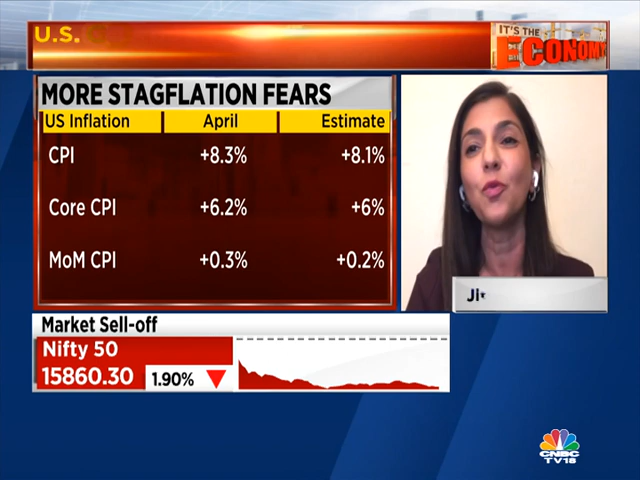 U.S.
IT'S THE
ECONOMY
MORE STAGFLATION FEARS
US Inflation April Estimate
CPI +8.3% +8.1%
Core CPI +6.2% +6%
MoM CPI +0.3% +0.2%
Market Sell-off
Nifty 50
15860.30 1.90%
CNBC
TV18